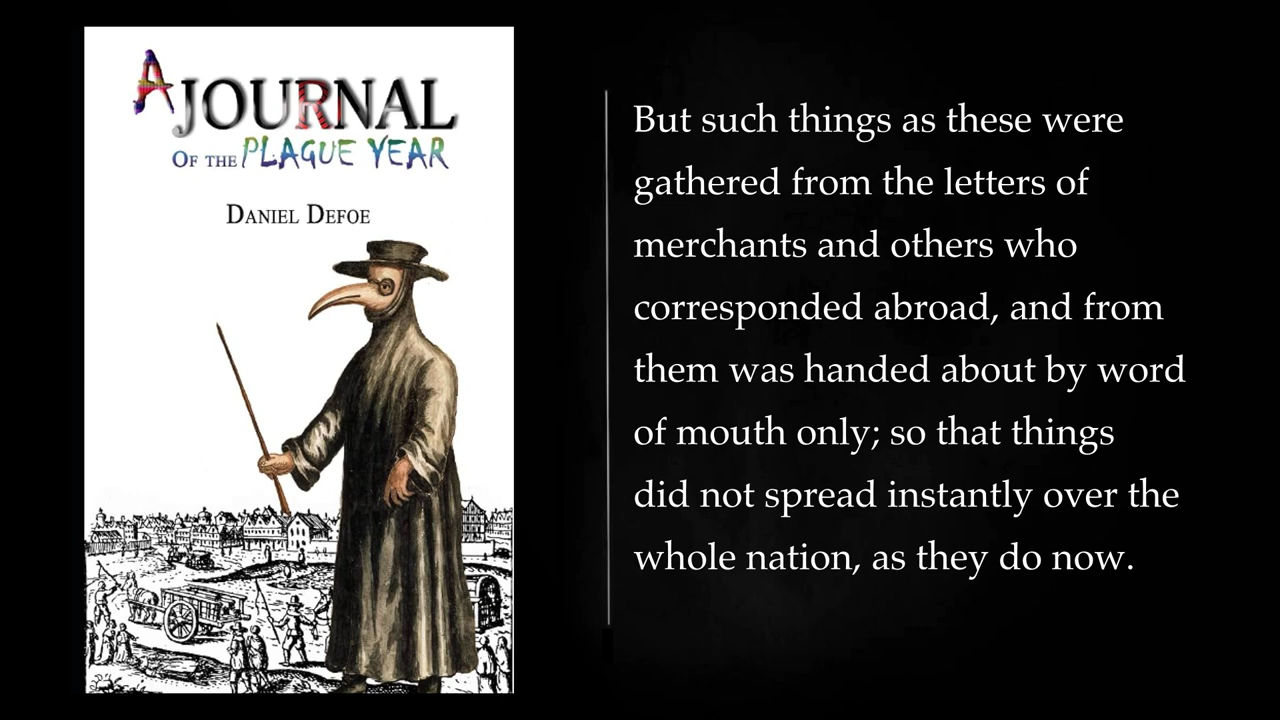 A JOURNAL
OF THE PLAGUE YEAR
DANIEL DEFOE
But such things as these were
gathered from the letters of
merchants and others who
corresponded abroad, and from
them was handed about by word
of mouth only; so that things
did not spread instantly over the
whole nation, as they do now.